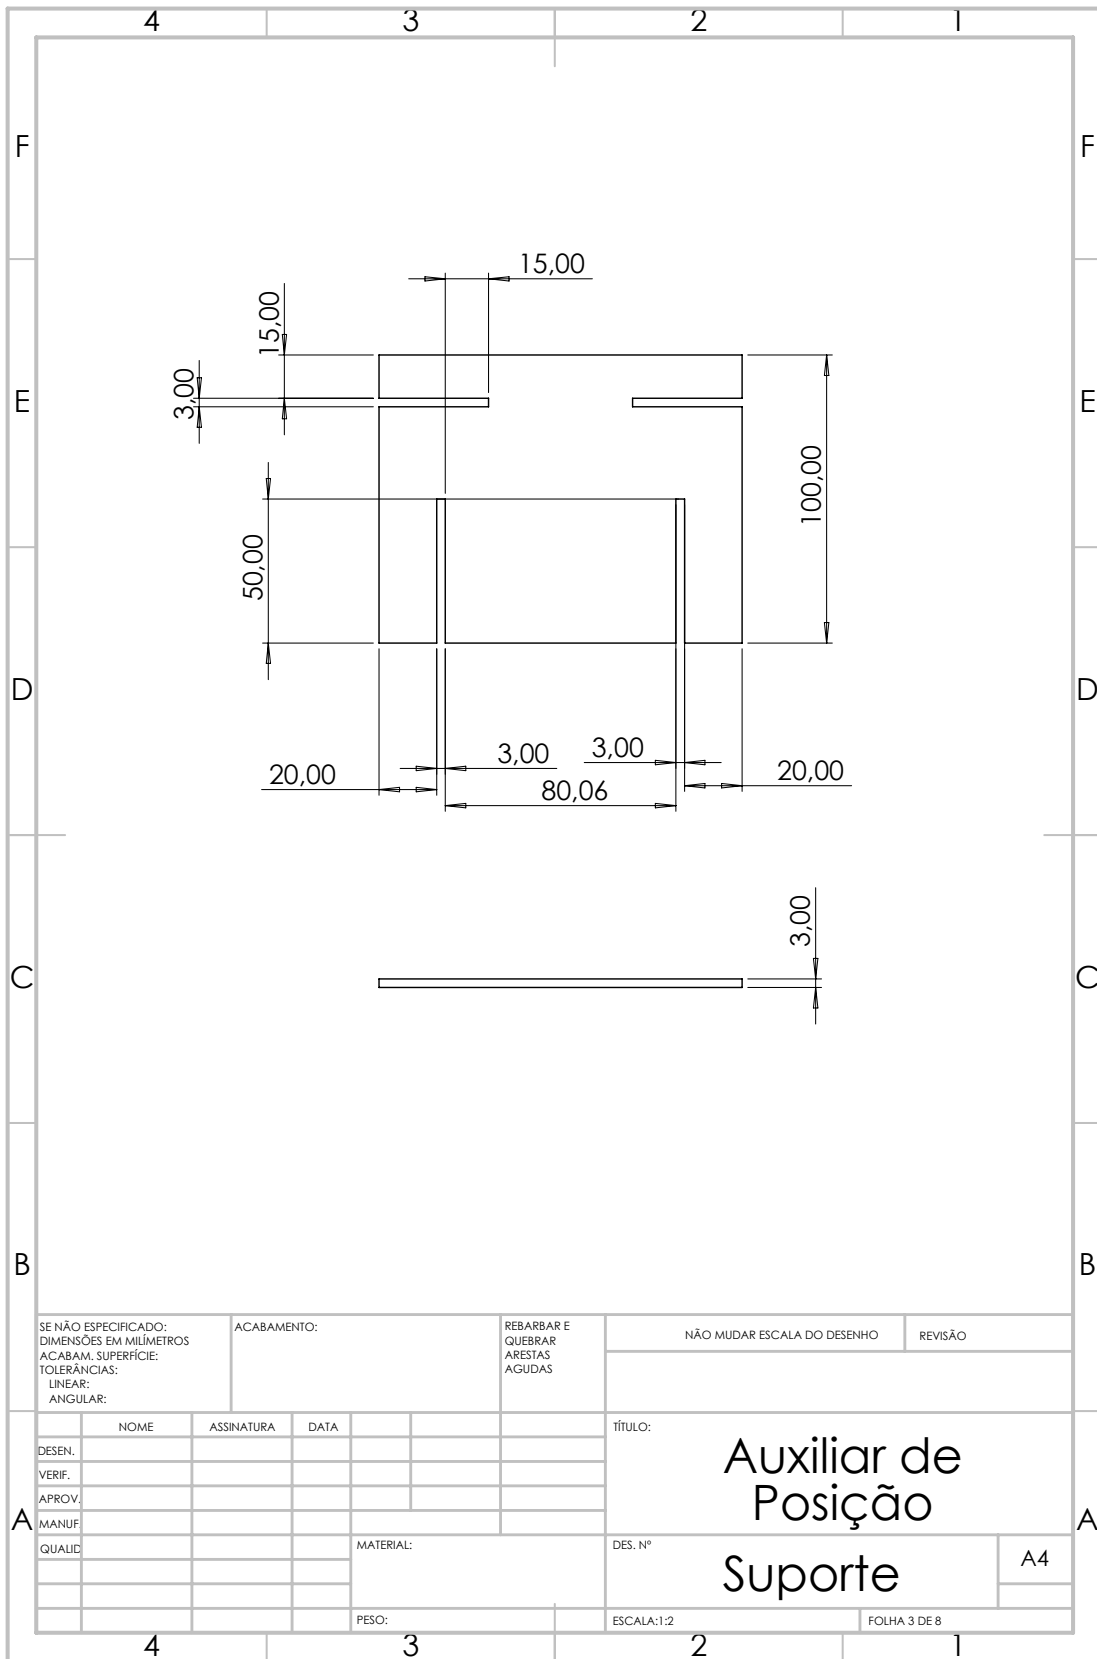 4 3 2 1
F F
15,00
15,00
3,00
E E
100,00
50,00
D D
3,00 3,00
20,00 80,06 20,00
3,00
C C
B B
SE NÃO ESPECIFICADO:
DIMENSÕES EM MILÍMETROS
ACABAM. SUPERFÍCIE:
TOLERÂNCIAS:
LINEAR:
ANGULAR:
ACABAMENTO:
REBARBAR E
QUEBRAR
ARESTAS
AGUDAS
NÃO MUDAR ESCALA DO DESENHO
REVISÃO
NOME ASSINATURA DATA
DESEN.
VERIF.
APROV.
MANUF.
QUALID
TÍTULO:
Auxiliar de
Posição
A A
MATERIAL:
DES. Nº
Suporte
A4
PESO:
ESCALA:1:2
FOLHA 3 DE 8
4 3 2 1